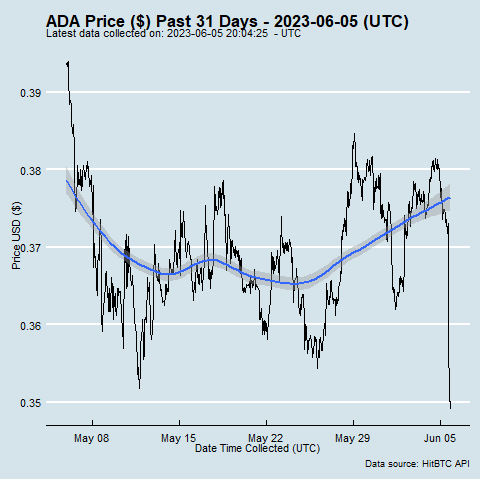 ADA Price ($) Past 31 Days - 2023-06-05 (UTC)
Latest data collected on: 2023-06-05 20:04:25 - UTC
Price USD ($)
0.39
0.38
0.37
0.36
0.35
May 08 May 15 May 22 May 29 Jun 05
Date Time Collected (UTC)
Data source: HitBTC API